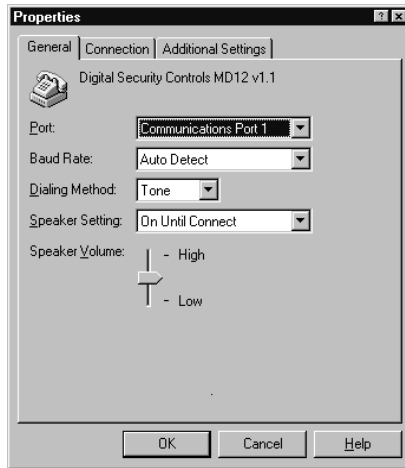 Properties
General Connection Additional Settings
Digital Security Controls MD12 v1.1
Port: Communications Port 1
Baud Rate: Auto Detect
Dialing Method: Tone
Speaker Setting: On Until Connect
Speaker Volume:
- High
- Low
OK Cancel Help